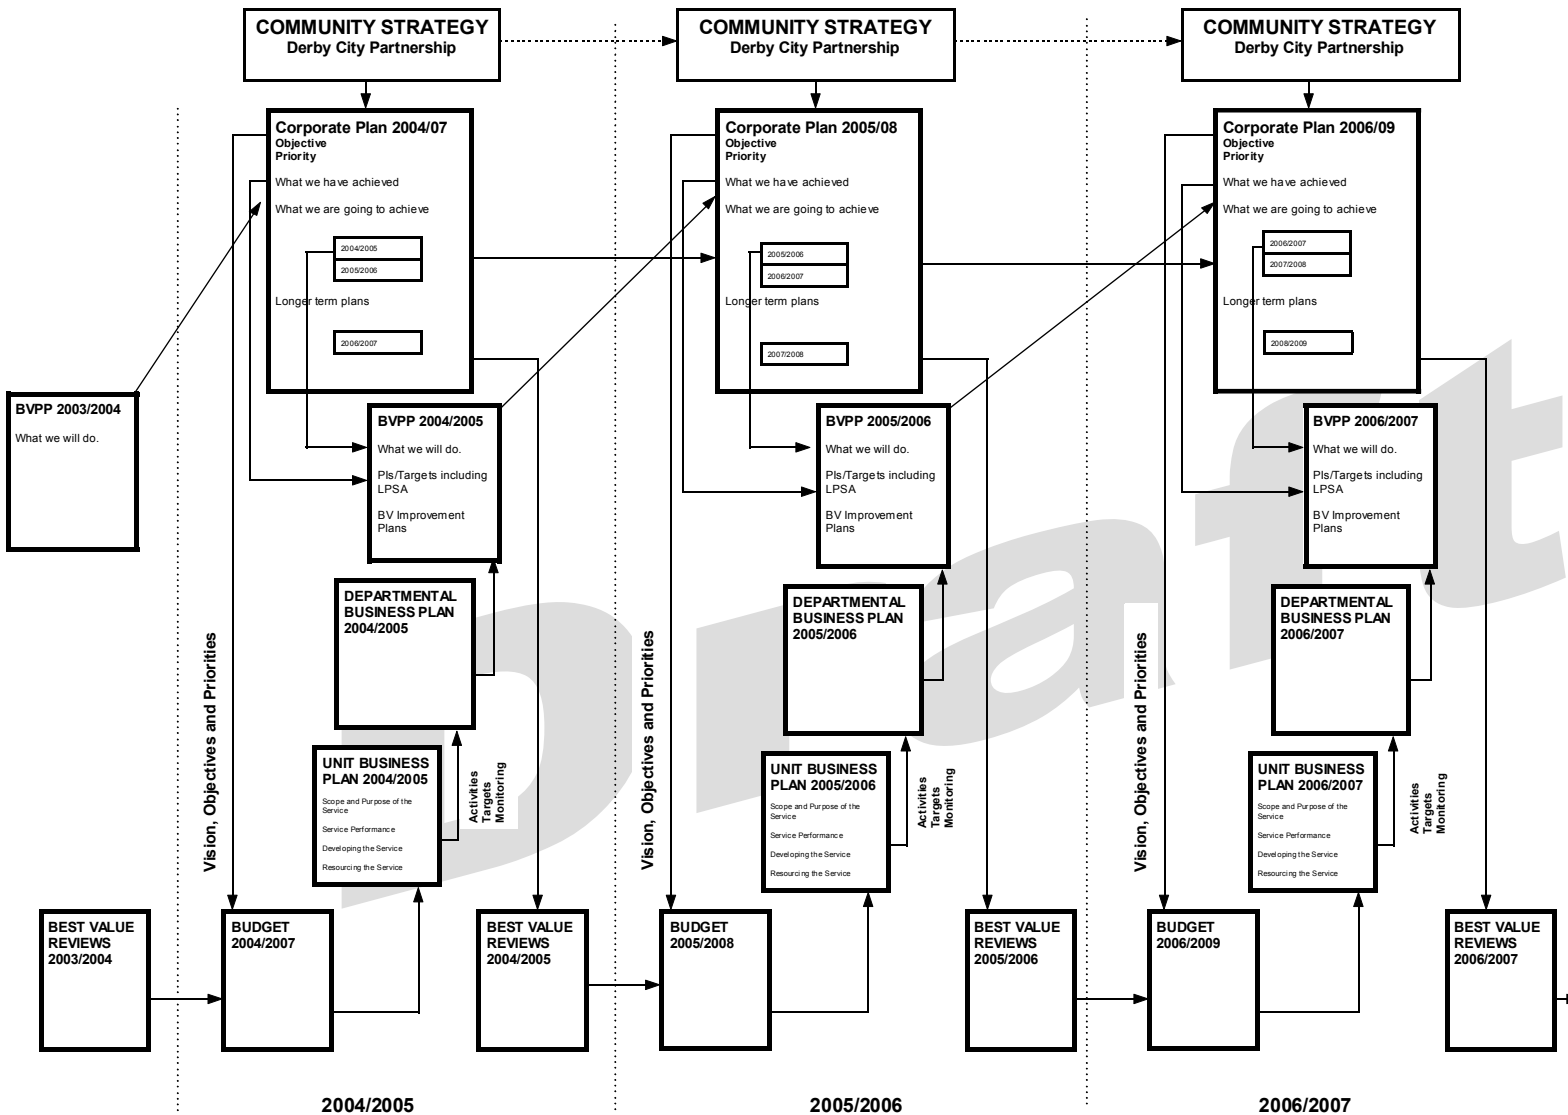 COMMUNITY STRATEGY
Derby City Partnership
COMMUNITY STRATEGY
Derby City Partnership
COMMUNITY STRATEGY
Derby City Partnership
BVPP 2003/2004
What we will do.
BEST VALUE
REVIEWS
2003/2004
Corporate Plan 2004/07
Objective
Priority
What we have achieved
What we are going to achieve
2004/2005
2005/2006
Longer term plans
2006/2007
BVPP 2004/2005
What we will do.
PIs/Targets including
LPSA
BV Improvement
Plans
DEPARTMENTAL
BUSINESS PLAN
2004/2005
UNIT BUSINESS
PLAN 2004/2005
Scope and Purpose of the
Service
Service Performance
Developing the Service
Resourcing the Service
Activities
Targets
Monitoring
Vision, Objectives and Priorities
BUDGET
2004/2007
BEST VALUE
REVIEWS
2004/2005
2004/2005
Corporate Plan 2005/08
Objective
Priority
What we have achieved
What we are going to achieve
2005/2006
2006/2007
Longer term plans
2007/2008
BVPP 2005/2006
What we will do.
PIs/Targets including
LPSA
BV Improvement
Plans
DEPARTMENTAL
BUSINESS PLAN
2005/2006
UNIT BUSINESS
PLAN 2005/2006
Scope and Purpose of the
Service
Service Performance
Developing the Service
Resourcing the Service
Activities
Targets
Monitoring
Vision, Objectives and Priorities
BUDGET
2005/2008
BEST VALUE
REVIEWS
2005/2006
2005/2006
Corporate Plan 2006/09
Objective
Priority
What we have achieved
What we are going to achieve
2006/2007
2007/2008
Longer term plans
2008/2009
BVPP 2006/2007
What we will do.
PIs/Targets including
LPSA
BV Improvement
Plans
DEPARTMENTAL
BUSINESS PLAN
2006/2007
UNIT BUSINESS
PLAN 2006/2007
Scope and Purpose of the
Service
Service Performance
Developing the Service
Resourcing the Service
Activities
Targets
Monitoring
Vision, Objectives and Priorities
BUDGET
2006/2009
BEST VALUE
REVIEWS
2006/2007
2006/2007
Draft